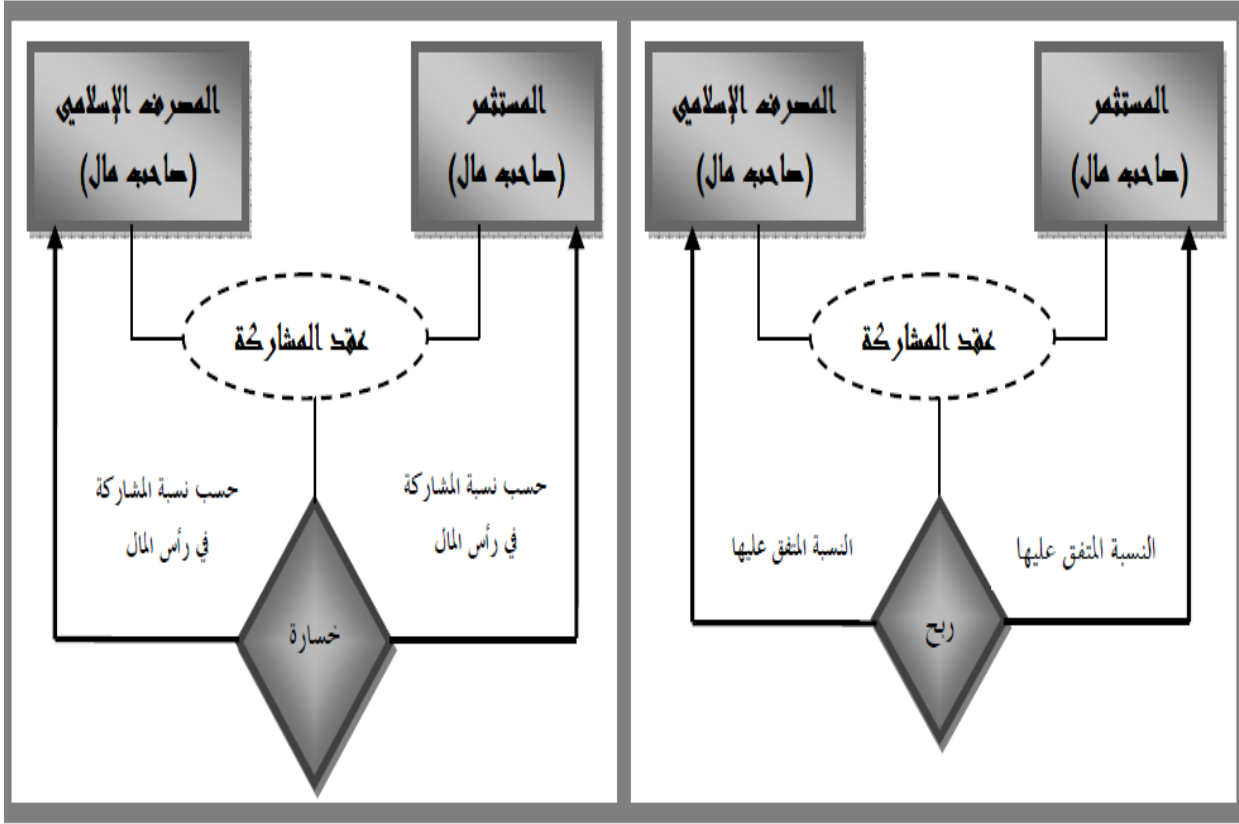 المستثمر
(صاحب مال)
المصرف الإسلامي
(صاحب مال)
عقد المشاركة
النسبة المتفق عليها
النسبة المتفق عليها
ربح
المستثمر
(صاحب مال)
المصرف الإسلامي
(صاحب مال)
عقد المشاركة
حسب نسبة المشاركة
في رأس المال
حسب نسبة المشاركة
في رأس المال
خسارة